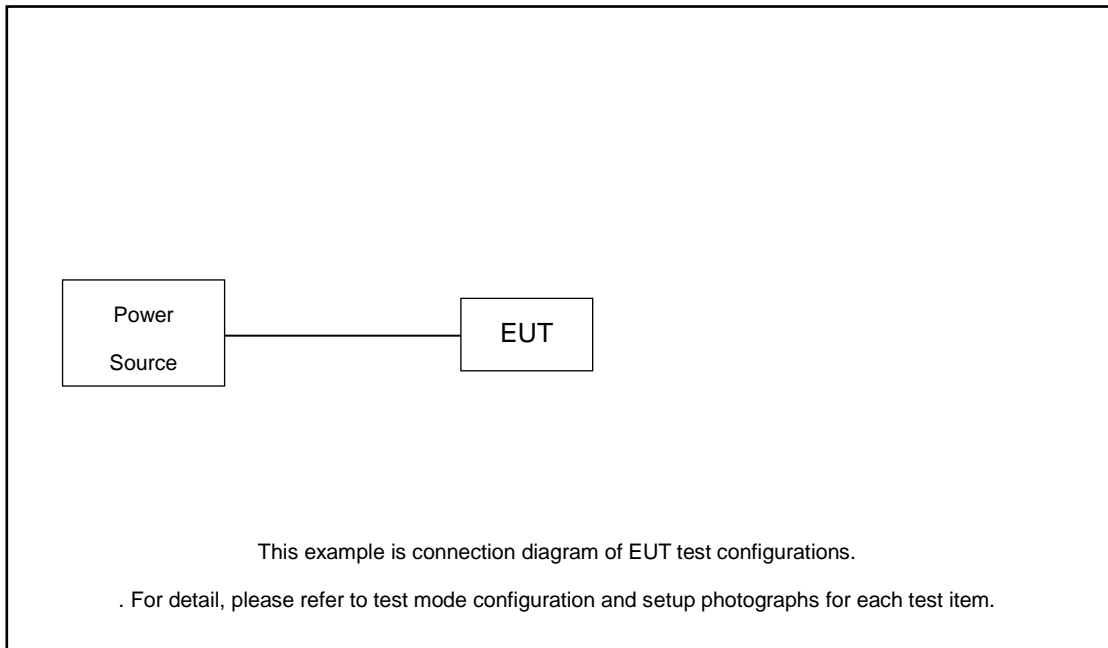 Power
Source
EUT
This example is connection diagram of EUT test configurations.
. For detail, please refer to test mode configuration and setup photographs for each test item.